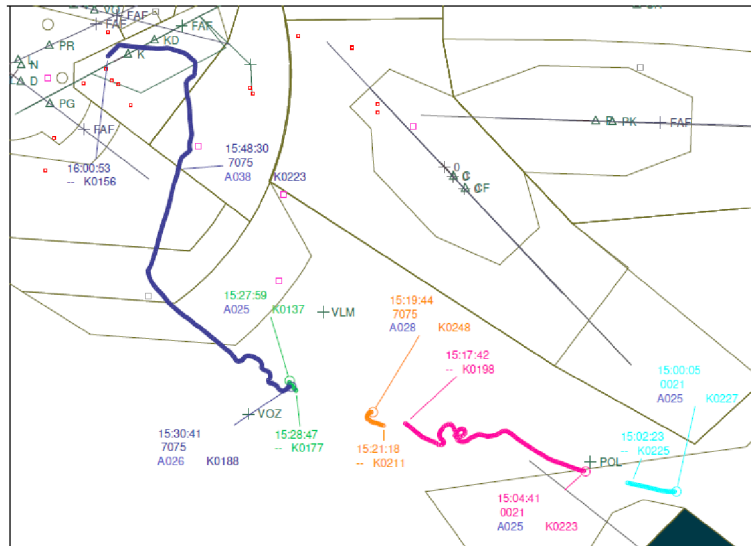 FAF
FAF
PR
KD
K
N
D
PG
FAF
16:00:53
-- K0156
15:48:30
7075
A038 K0223
PK
FAF
0
15:27:59
A025 K0137
VLM
15:19:44
7075
A028 K0248
15:17:42
-- K0198
15:00:05
0021
A025 K0227
VOZ
15:30:41
7075
A026 K0188
15:28:47
-- K0177
15:21:18
-- K0211
15:02:23
-- K0225
POL
15:04:41
0021
A025 K0223